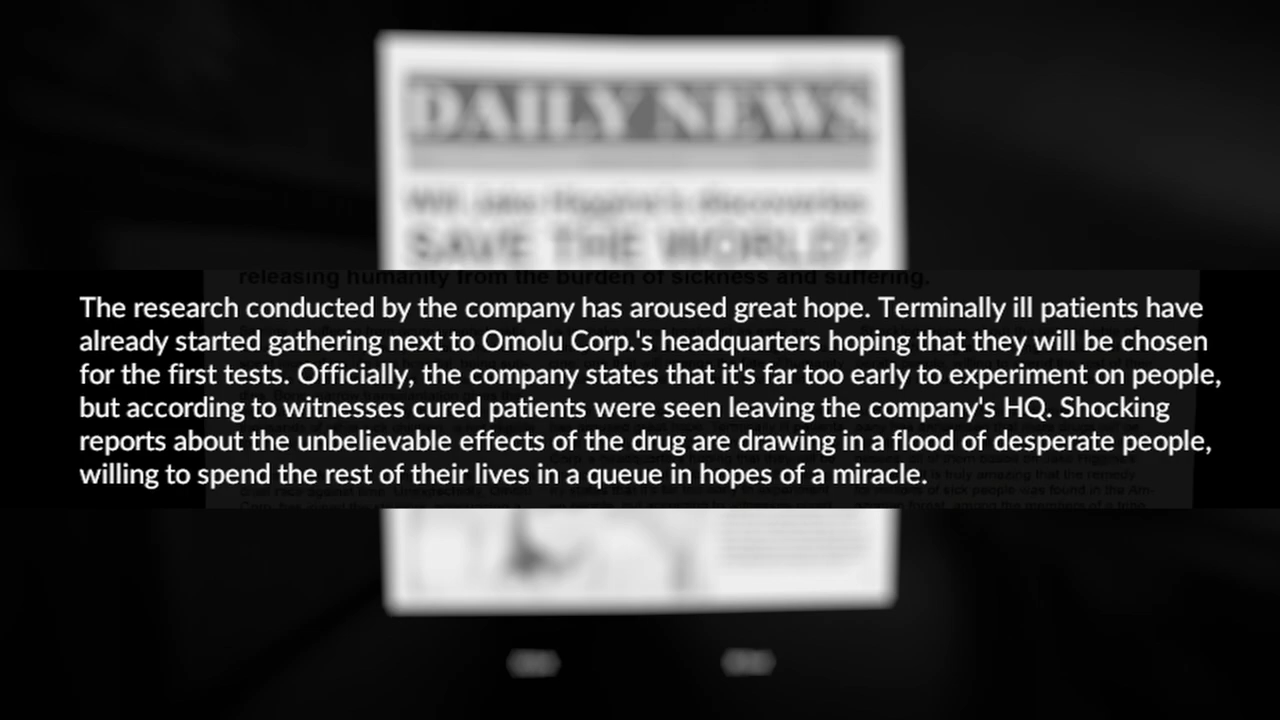 DAILY NEWS
Will Jake Higgins's discoveries
SAVE THE WORLD?
releasing humanity from the burden of sickness and suffering.
The research conducted by the company has aroused great hope. Terminally ill patients have
already started gathering next to Omolu Corp.'s headquarters hoping that they will be chosen
for the first tests. Officially, the company states that it's far too early to experiment on people,
but according to witnesses cured patients were seen leaving the company's HQ. Shocking
reports about the unbelievable effects of the drug are drawing in a flood of desperate people,
willing to spend the rest of their lives in a queue in hopes of a miracle.